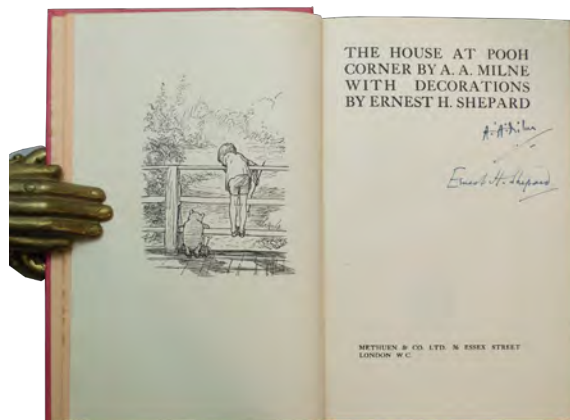 THE HOUSE AT POOH
CORNER BY A. A. MILNE
WITH DECORATIONS
BY ERNEST H. SHEPARD
A. A. Milne
Ernest H. Shepard
METHUEN & CO. LTD. 36 ESSEX STREET
LONDON W C